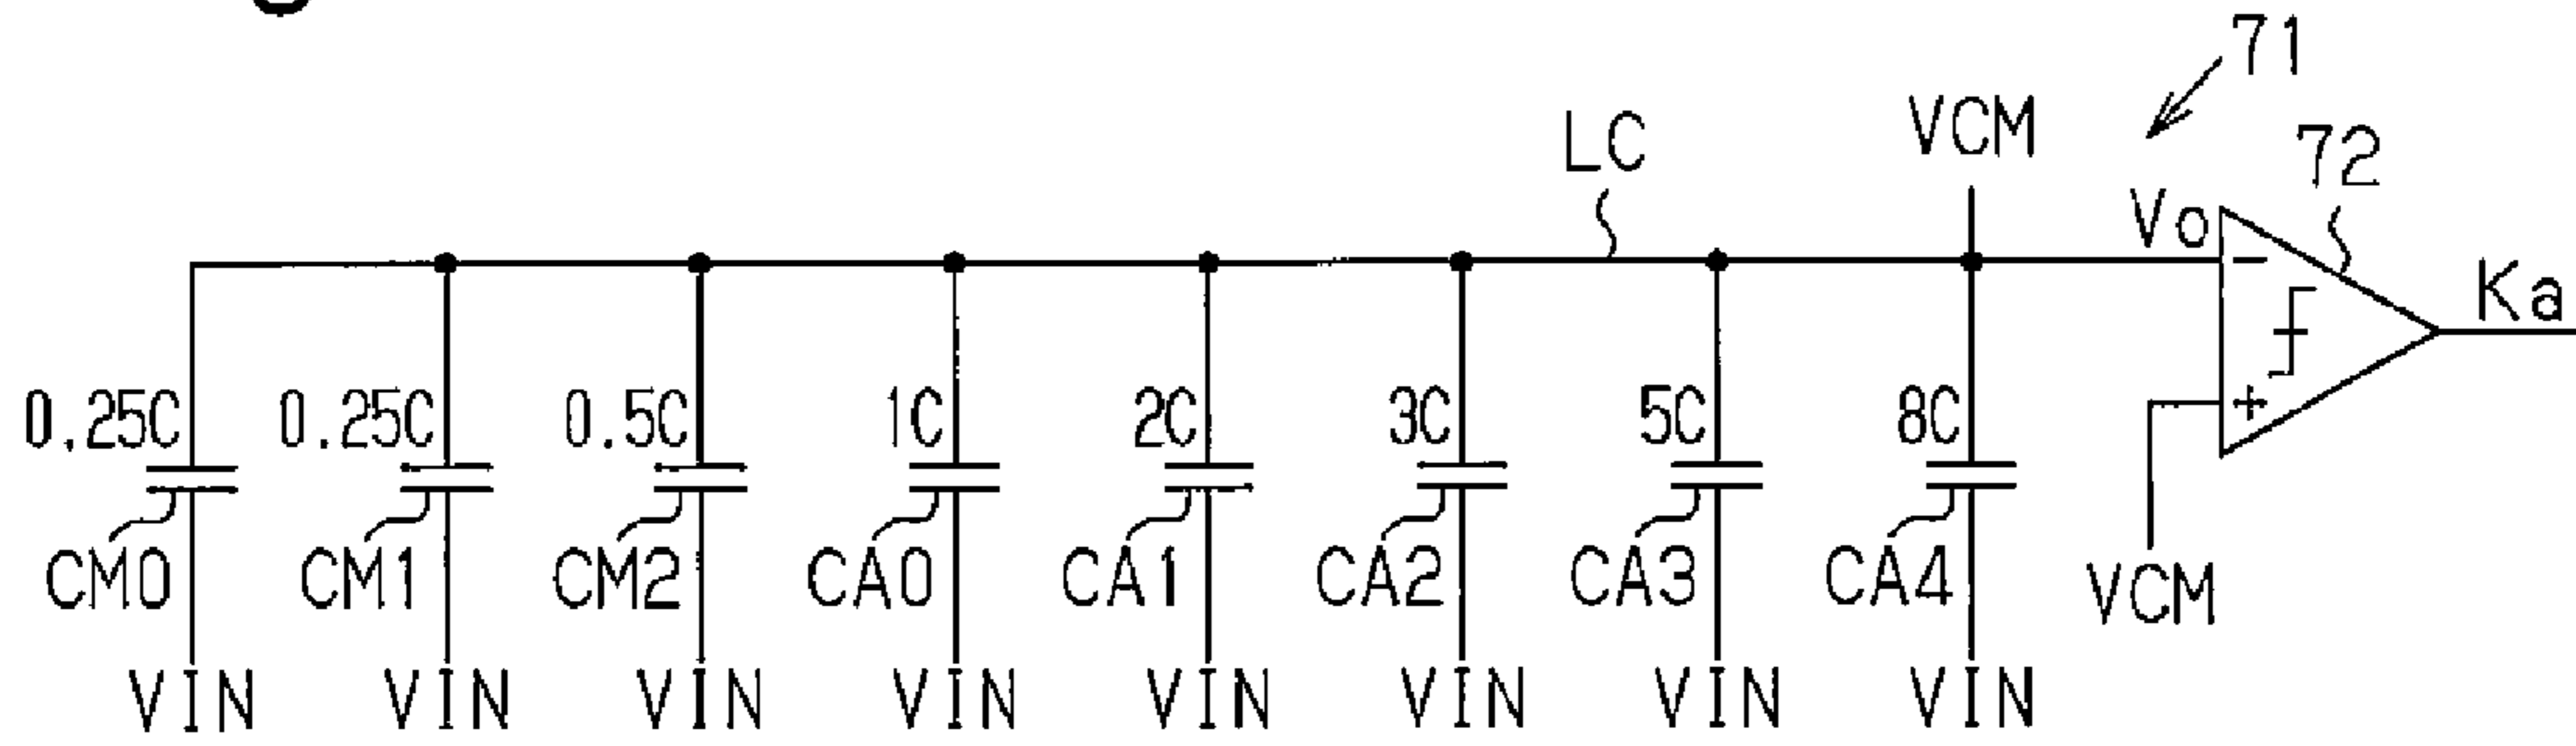 71
VCM
LC
72
Vo
Ka
−
+
0.25C 0.25C 0.5C 1C 2C 3C 5C 8C
CM0 CM1 CM2 CA0 CA1 CA2 CA3 CA4
VCM
VIN VIN VIN VIN VIN VIN VIN VIN